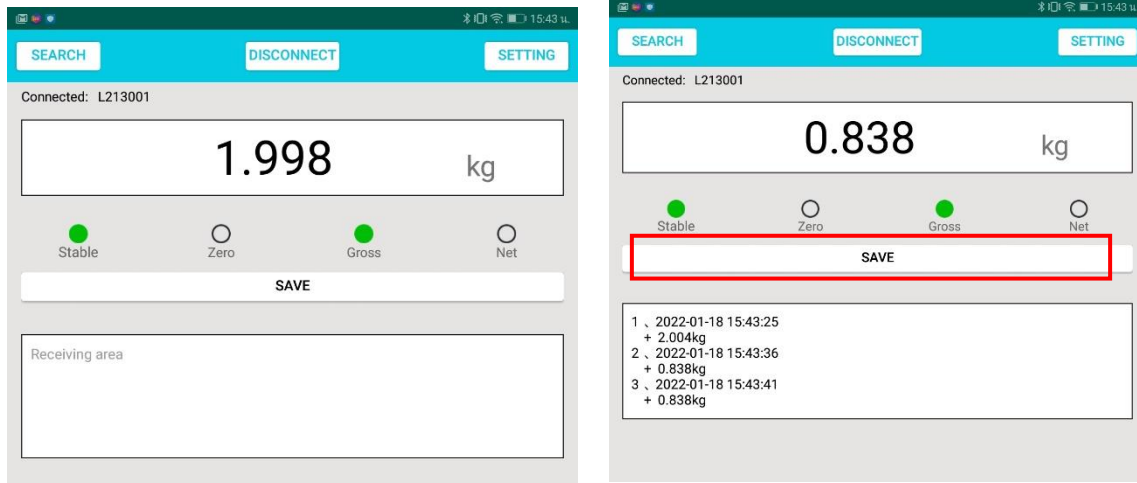 15:43 น.
SEARCH DISCONNECT SETTING
Connected: L213001
1.998 kg
Stable Zero Gross Net
SAVE
Receiving area
15:43 น
SEARCH DISCONNECT SETTING
Connected: L213001
0.838 kg
Stable Zero Gross Net
SAVE
1 、2022-01-18 15:43:25
+ 2.004kg
2 、2022-01-18 15:43:36
+ 0.838kg
3 、2022-01-18 15:43:41
+ 0.838kg